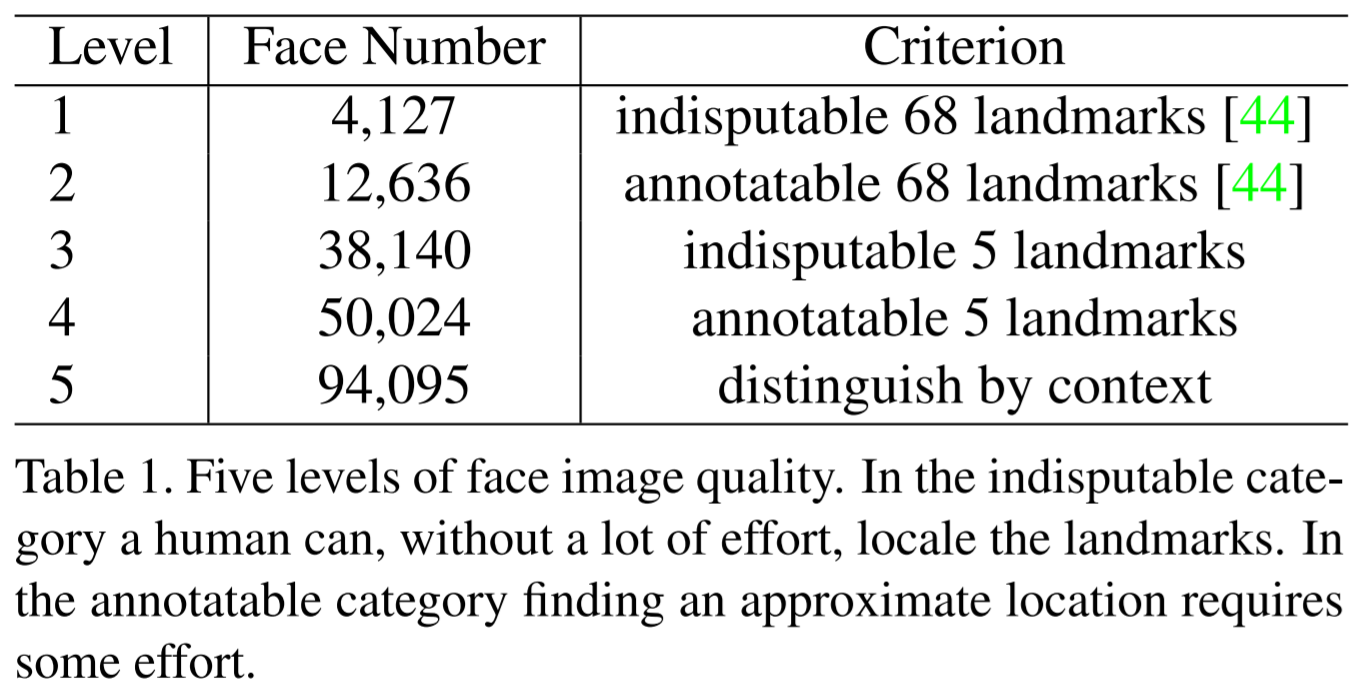 Level Face Number Criterion
1 4,127 indisputable 68 landmarks [44]
2 12,636 annotatable 68 landmarks [44]
3 38,140 indisputable 5 landmarks
4 50,024 annotatable 5 landmarks
5 94,095 distinguish by context
Table 1. Five levels of face image quality. In the indisputable cate-
gory a human can, without a lot of effort, locale the landmarks. In
the annotatable category finding an approximate location requires
some effort.